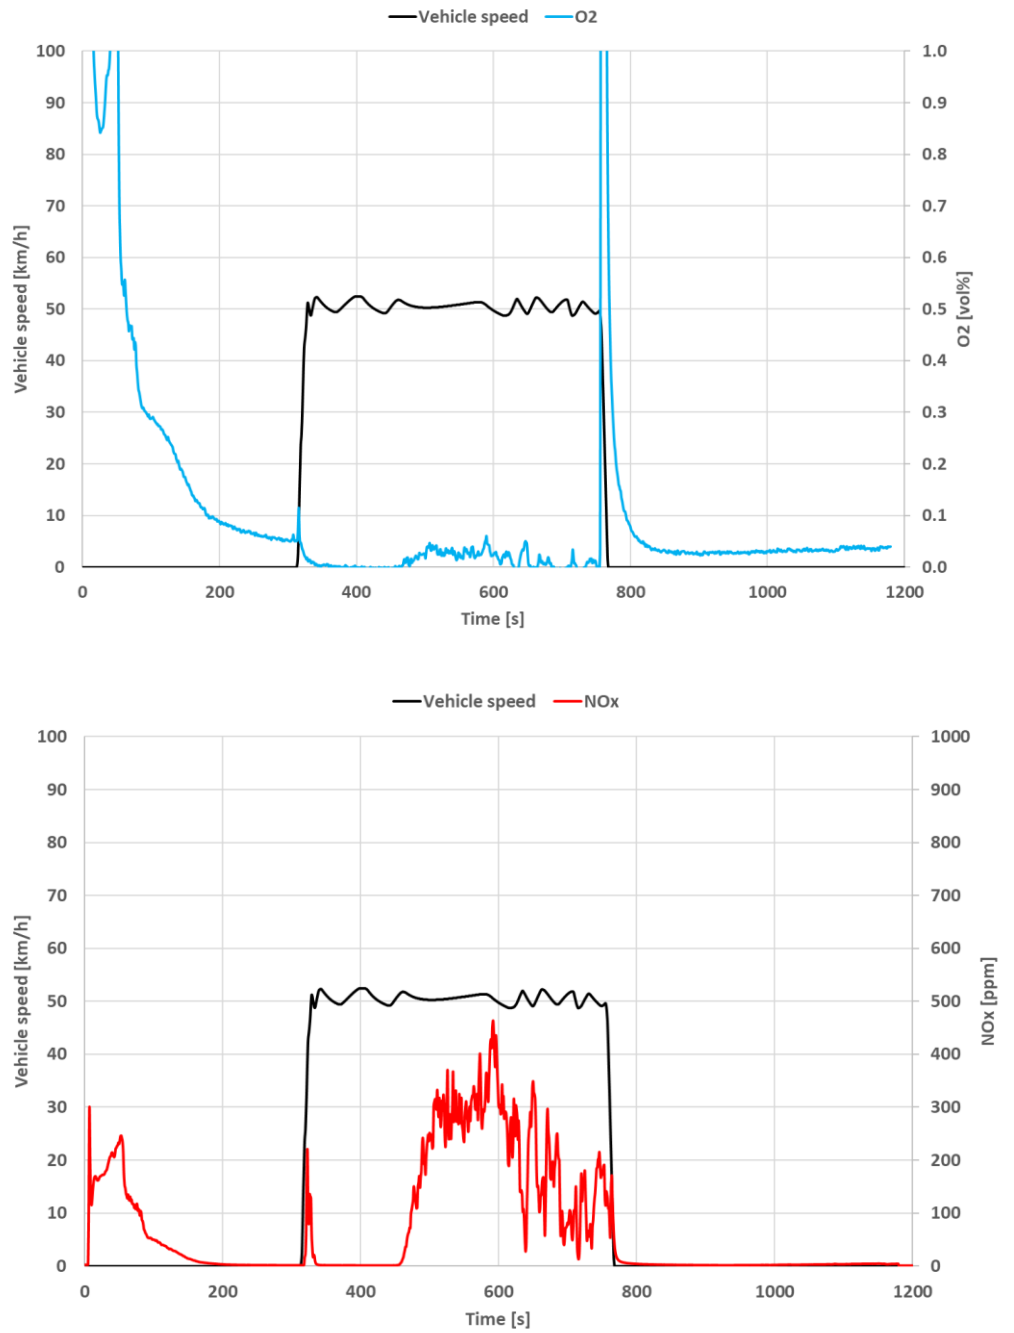 Vehicle speed O2
100 1.0
90 0.9
80 0.8
70 0.7
60 0.6
50 0.5
40 0.4
30 0.3
20 0.2
10 0.1
0 0.0
Vehicle speed [km/h]
O2 [vol%]
0 200 400 600 800 1000 1200
Time [s]
Vehicle speed NOx
100 1000
90 900
80 800
70 700
60 600
50 500
40 400
30 300
20 200
10 100
0 0
Vehicle speed [km/h]
NOx [ppm]
0 200 400 600 800 1000 1200
Time [s]